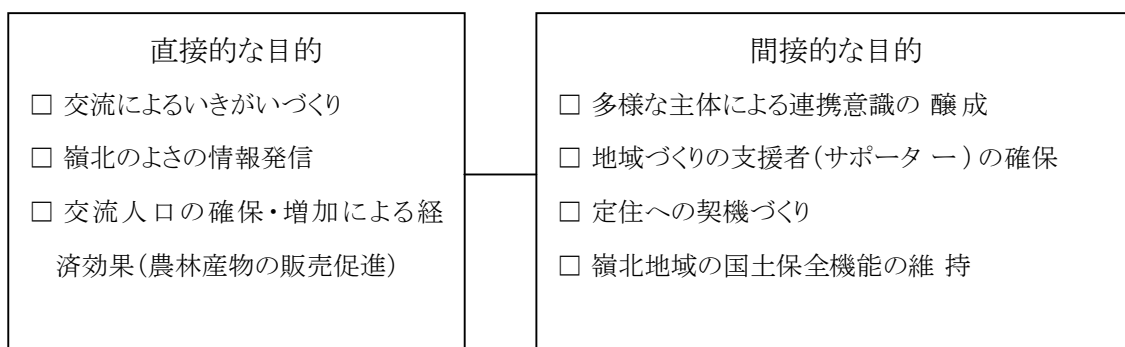 直接的な目的
□ 交流によるいきがいづくり
□ 嶺北のよさの情報発信
□ 交流人口の確保・増加による経
済効果(農林産物の販売促進)
間接的な目的
□ 多様な主体による連携意識の 醸成
□ 地域づくりの支援者(サポーター)の確保
□ 定住への契機づくり
□ 嶺北地域の国土保全機能の維 持